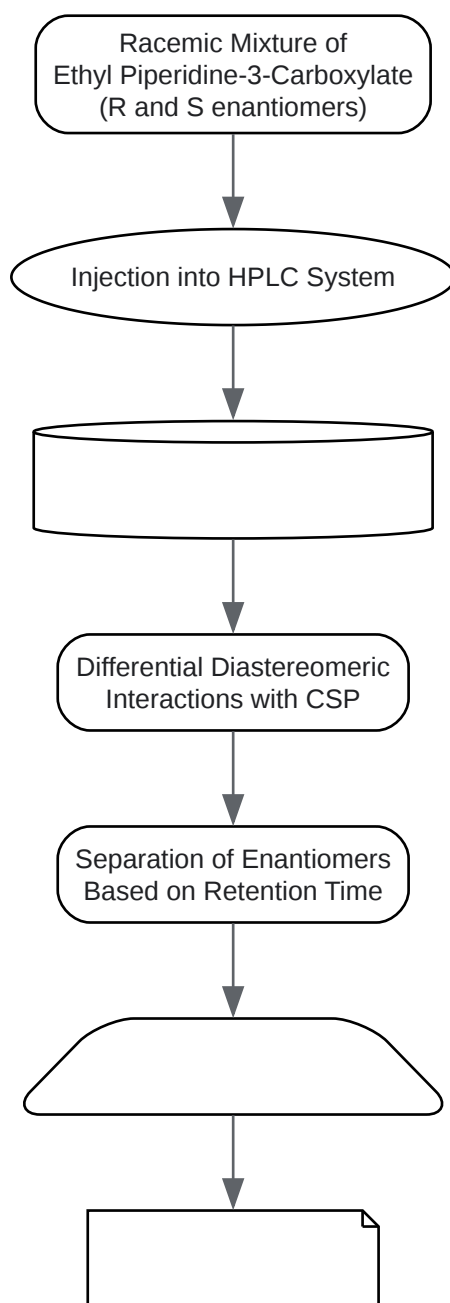 Racemic Mixture of
Ethyl Piperidine-3-Carboxylate
(R and S enantiomers)
Injection into HPLC System
Differential Diastereomeric
Interactions with CSP
Separation of Enantiomers
Based on Retention Time